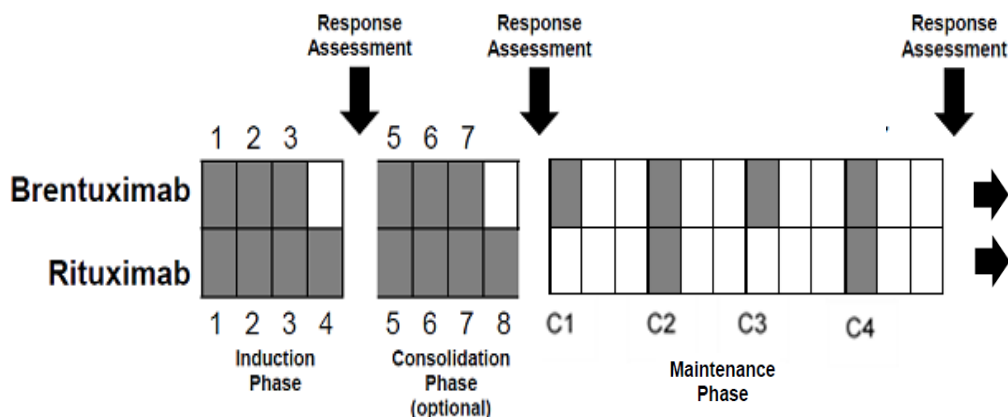 Response
Assessment
Response
Assessment
Response
Assessment
1 2 3
5 6 7
Brentuximab
Rituximab
1 2 3 4
5 6 7 8
C1 C2 C3 C4
Induction
Phase
Consolidation
Phase
(optional)
Maintenance
Phase